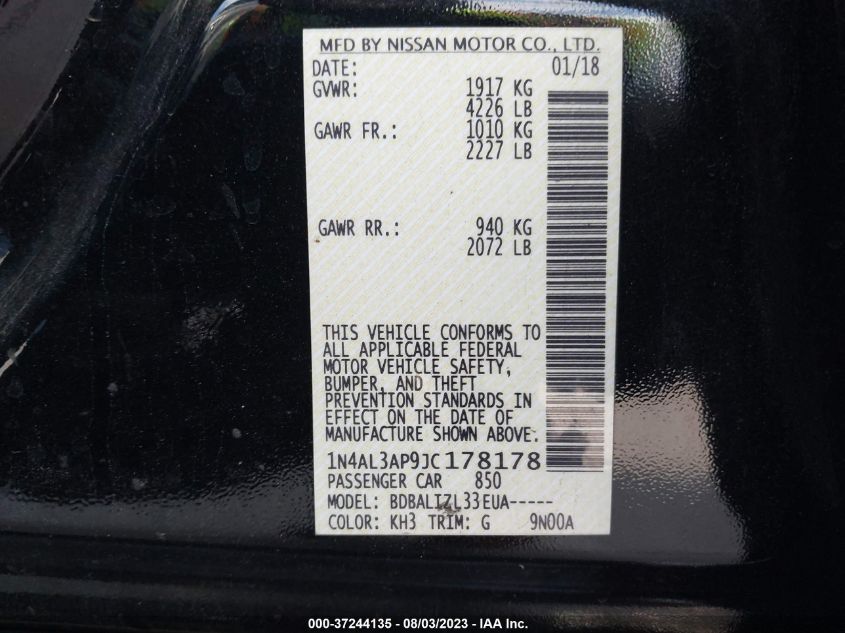 MFD BY NISSAN MOTOR CO., LTD.
DATE: 01/18
GVWR: 1917 KG
4226 LB
GAWR FR.: 1010 KG
2227 LB
GAWR RR.: 940 KG
2072 LB
THIS VEHICLE CONFORMS TO
ALL APPLICABLE FEDERAL
MOTOR VEHICLE SAFETY,
BUMPER, AND THEFT
PREVENTION STANDARDS IN
EFFECT ON THE DATE OF
MANUFACTURE SHOWN ABOVE.
1N4AL3AP9JC178178
PASSENGER CAR 850
MODEL: BDBALIZL33EUA-----
COLOR: KH3 TRIM: G 9N00A
000-37244135 - 08/03/2023 - IAA Inc.